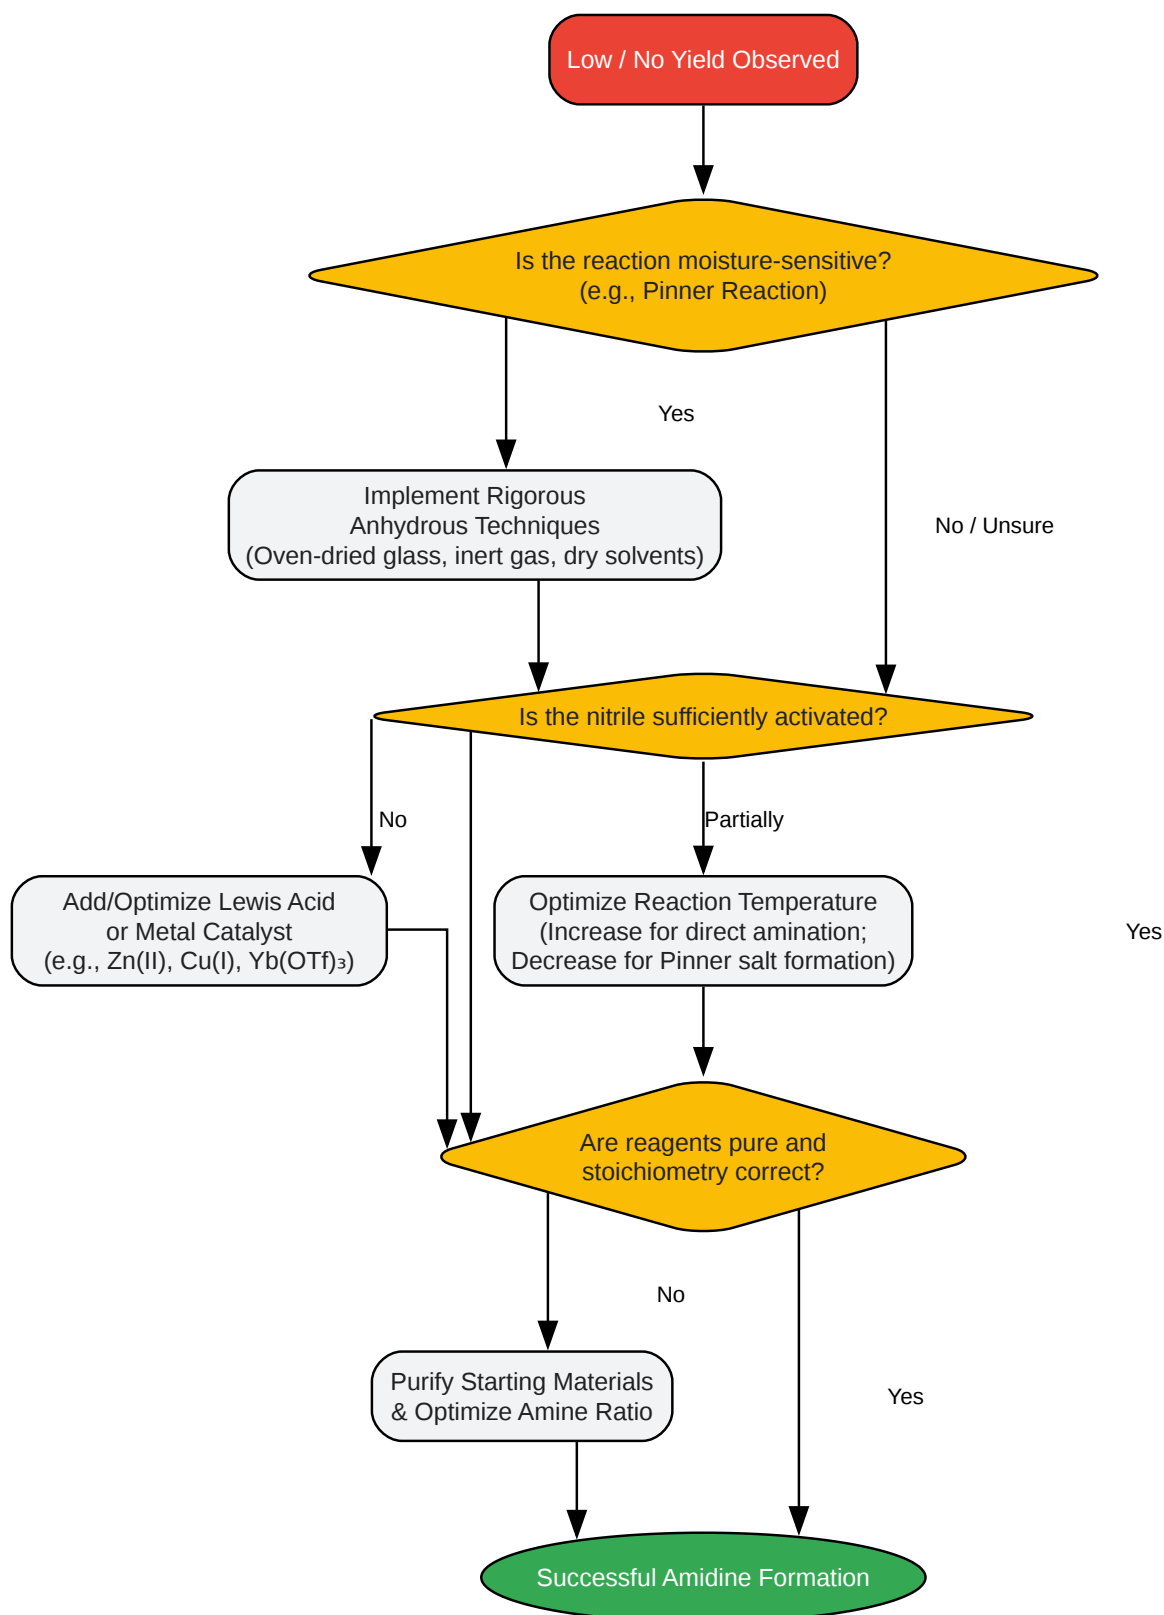 Low / No Yield Observed
Is the reaction moisture-sensitive?
(e.g., Pinner Reaction)
Yes
Implement Rigorous
Anhydrous Techniques
(Oven-dried glass, inert gas, dry solvents)
No / Unsure
Is the nitrile sufficiently activated?
No
Partially
Add/Optimize Lewis Acid
or Metal Catalyst
(e.g., Zn(II), Cu(I), Yb(OTf)₃)
Optimize Reaction Temperature
(Increase for direct amination;
Decrease for Pinner salt formation)
Yes
Are reagents pure and
stoichiometry correct?
No
Purify Starting Materials
& Optimize Amine Ratio
Yes
Successful Amidine Formation